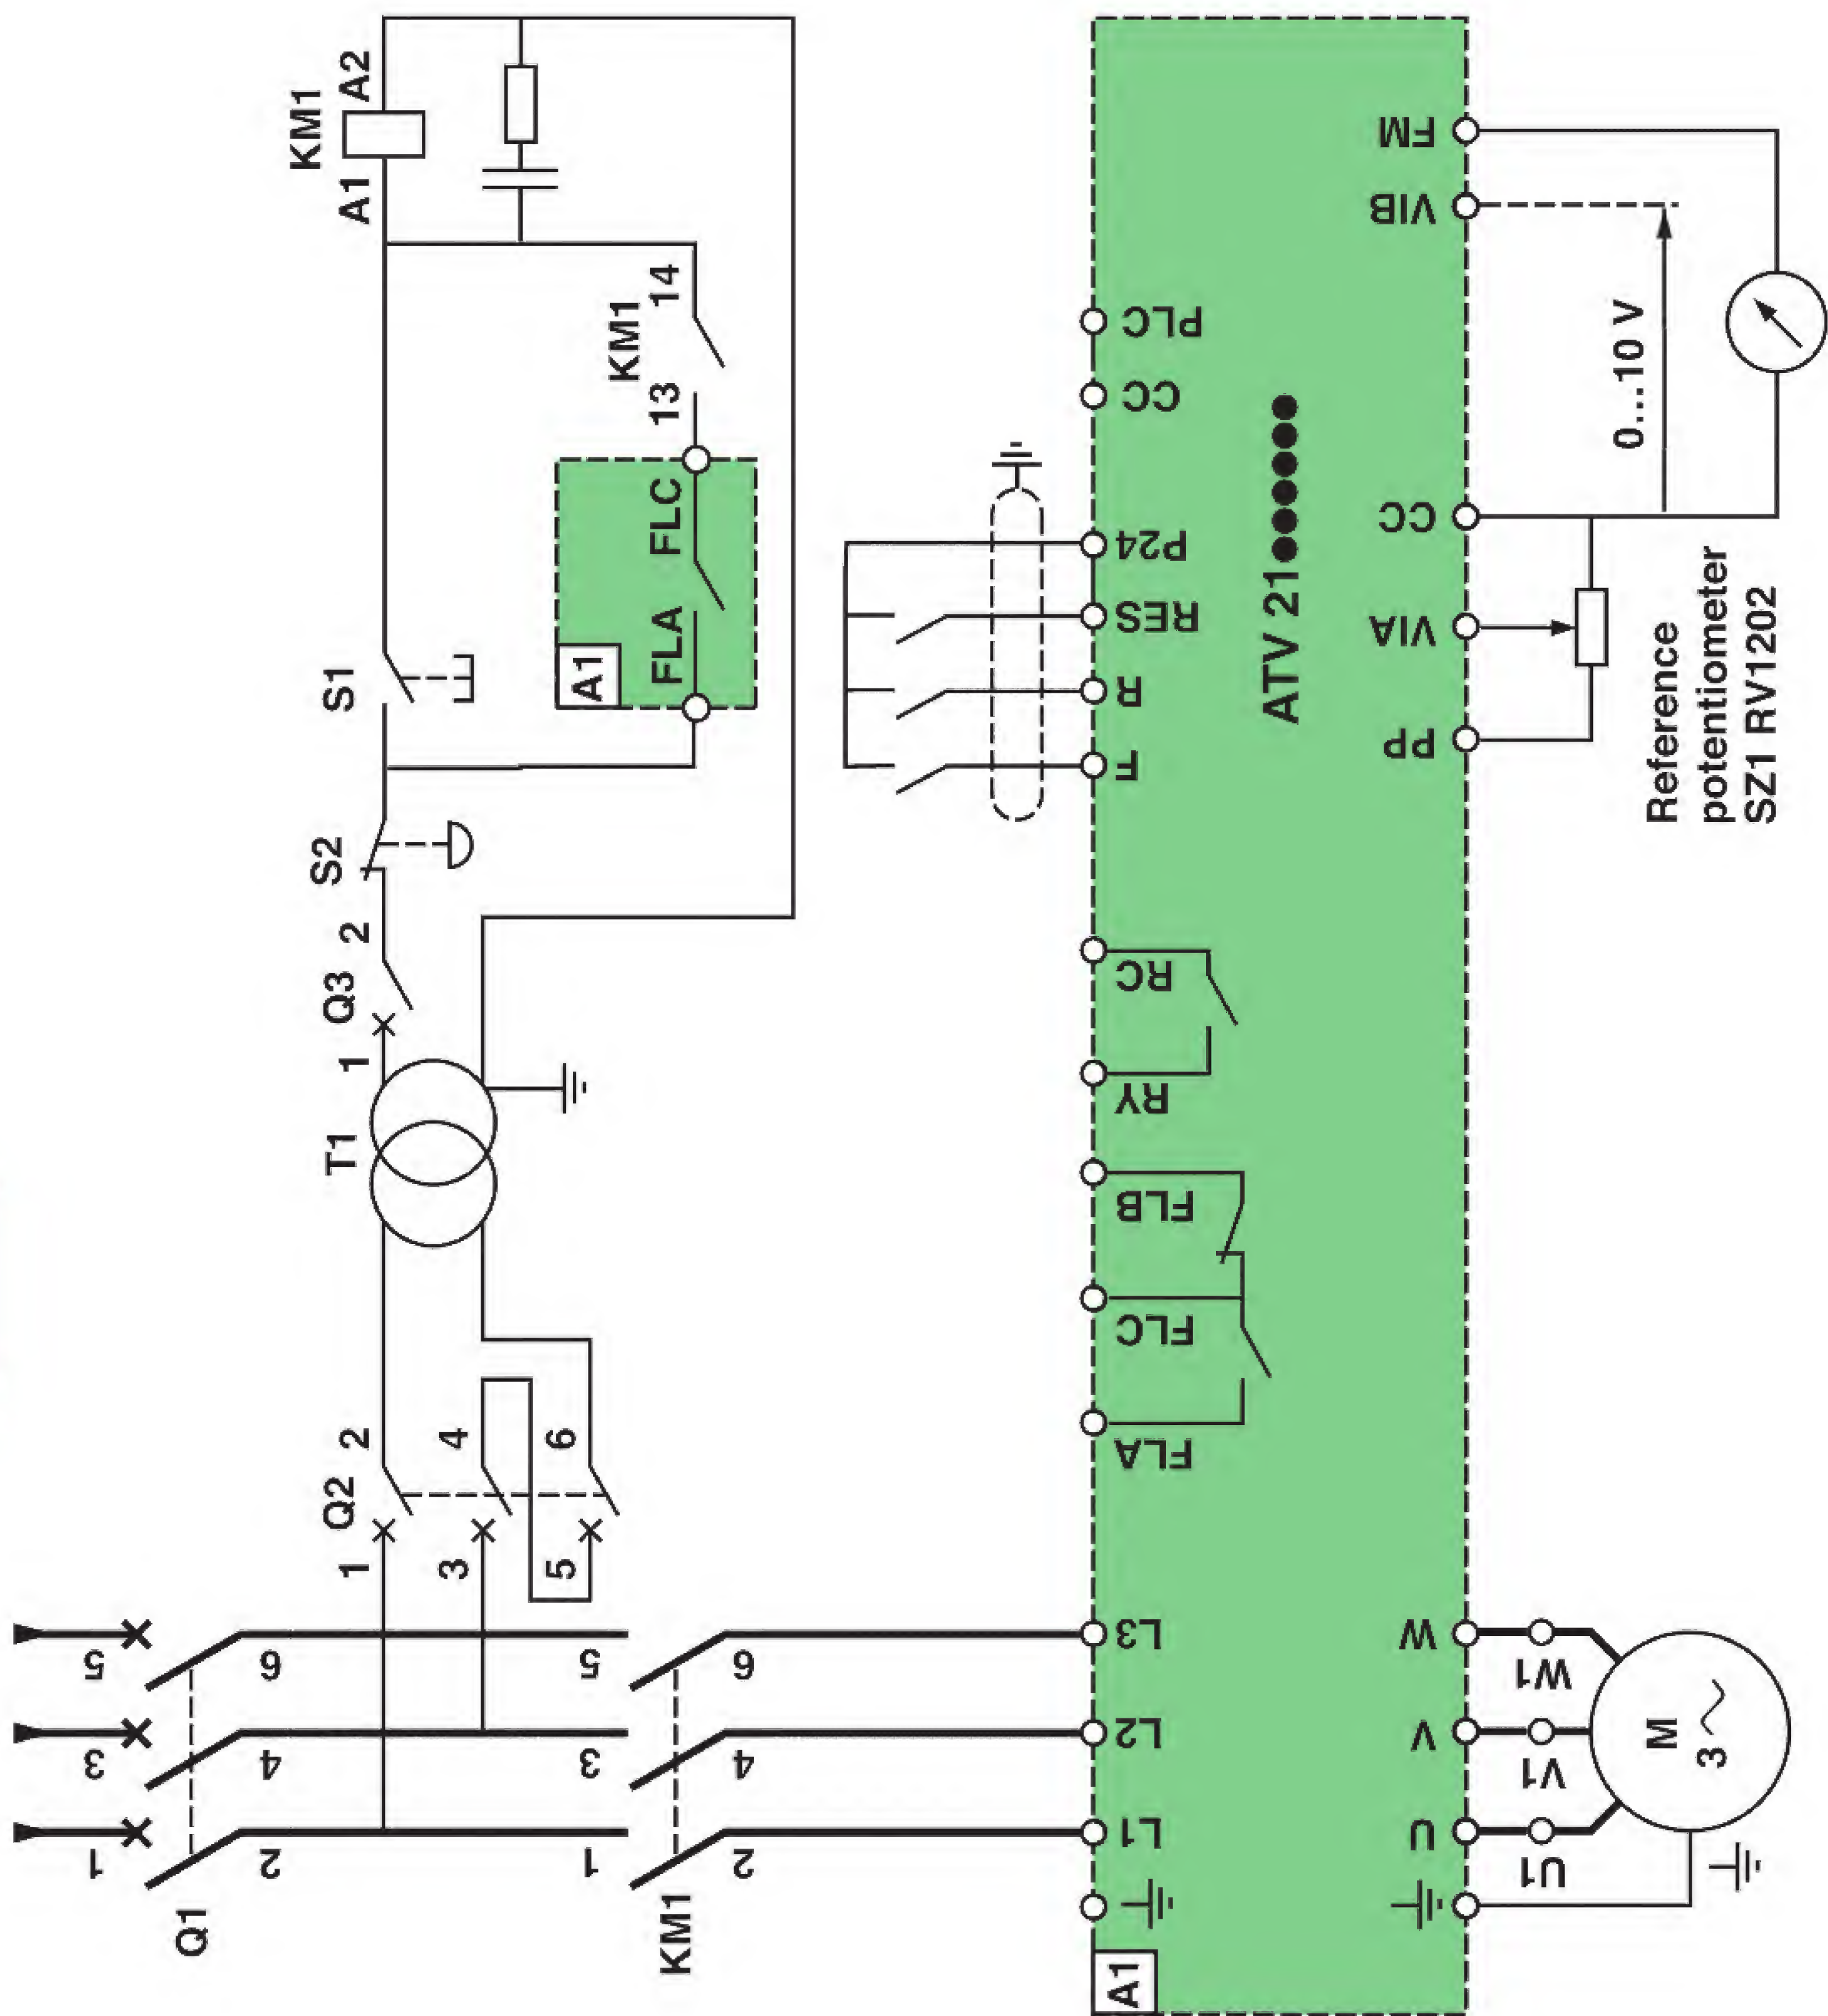 Q1
1
3
5
2
4
6
KM1
1
3
5
2
4
6
Q2
1
2
3
4
5
6
T1
Q3
1
2
S2
S1
A1
FLA
FLC
KM1
13
14
KM1
A1
A2
A1
L1
L2
L3
FLA
FLC
FLB
RY
RC
F
R
RES
P24
CC
PLC
ATV 21●●●●●●
U
V
W
PP
VIA
CC
VIB
FM
U1
V1
W1
M
3
0...10 V
Reference
potentiometer
SZ1 RV1202